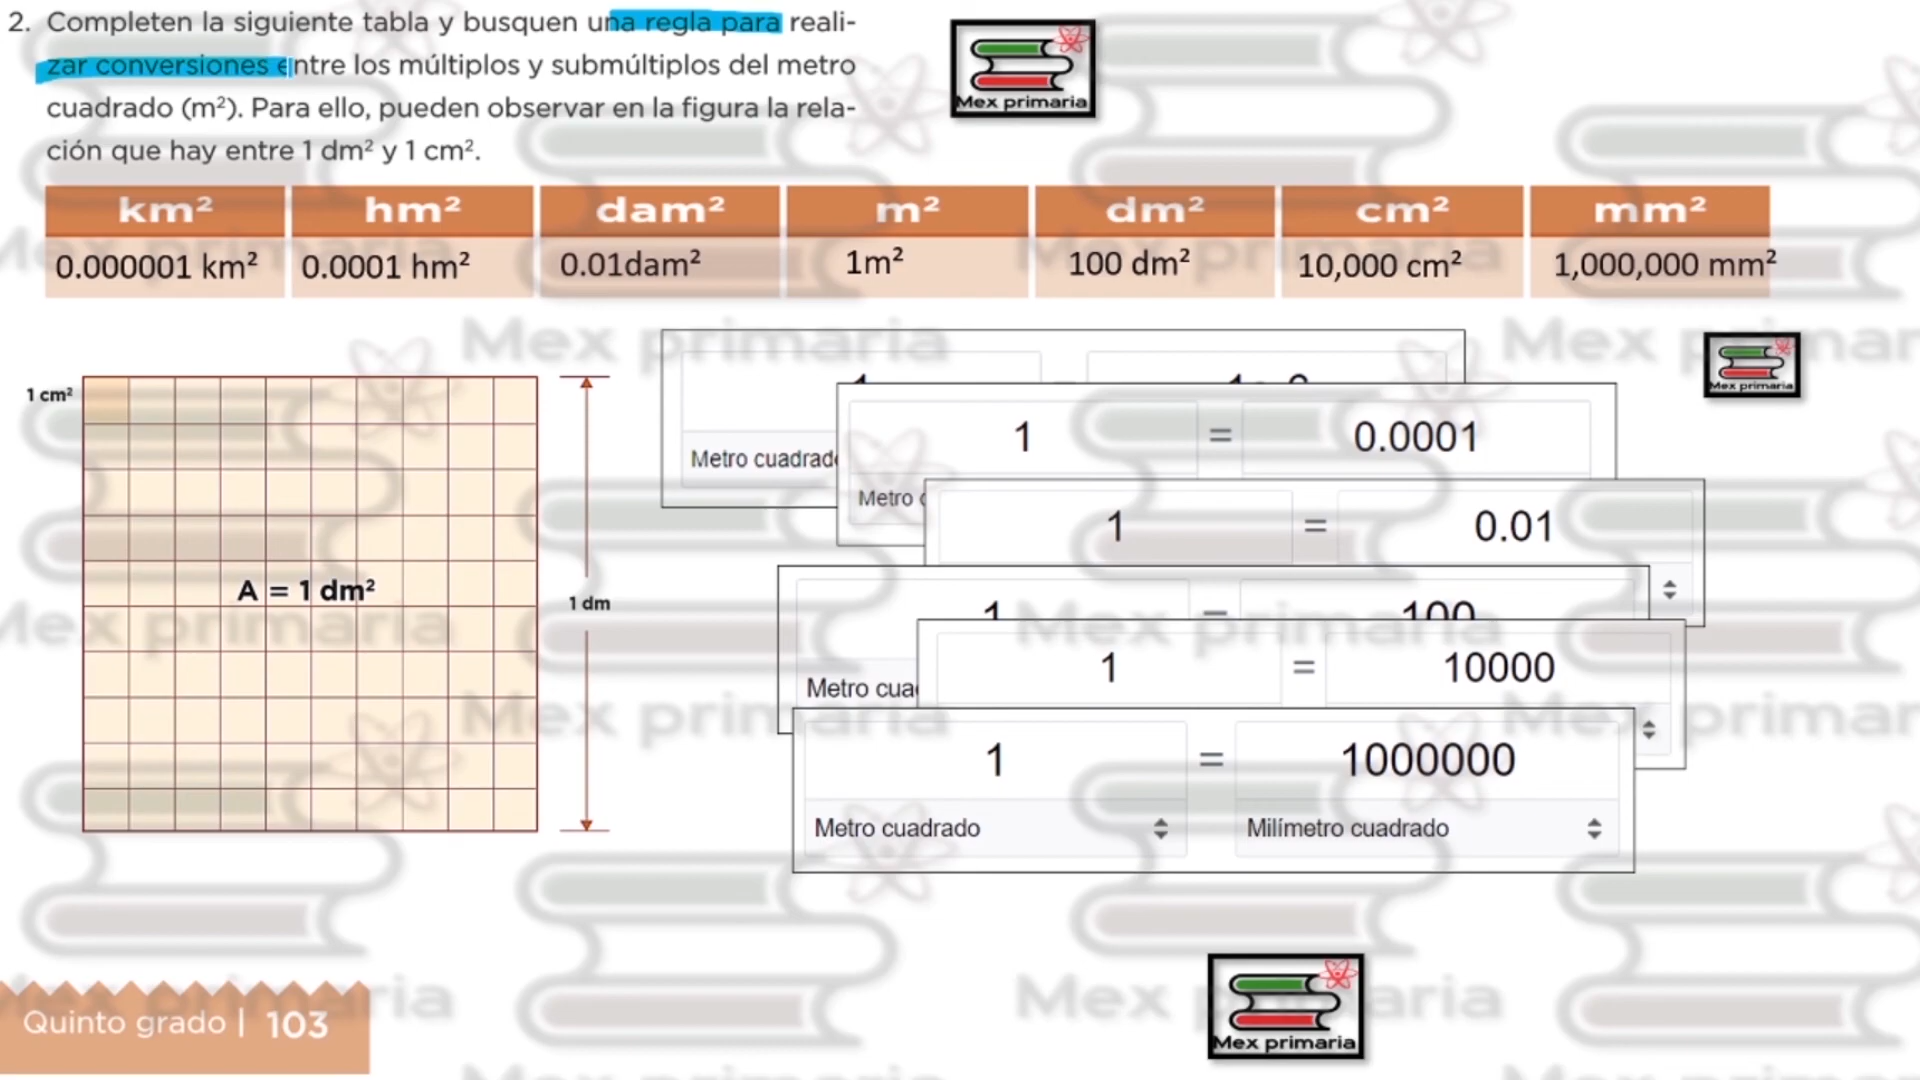 2. Completen la siguiente tabla y busquen una regla para reali-
zar conversiones entre los múltiplos y submúltiplos del metro
cuadrado (m²). Para ello, pueden observar en la figura la rela-
ción que hay entre 1 dm² y 1 cm².
Mex primaria
km² hm² dam² m² dm² cm² mm²
0.000001 km² 0.0001 hm² 0.01dam² 1m² 100 dm² 10,000 cm² 1,000,000 mm²
Mex primaria
1 cm²
A = 1 dm²
1 dm
Metro cuadrad
1 = 0.0001
Metro c
1 = 0.01
1 = 100
Metro cua
1 = 10000
1 = 1000000
Metro cuadrado Milímetro cuadrado
Quinto grado | 103
Mex primaria